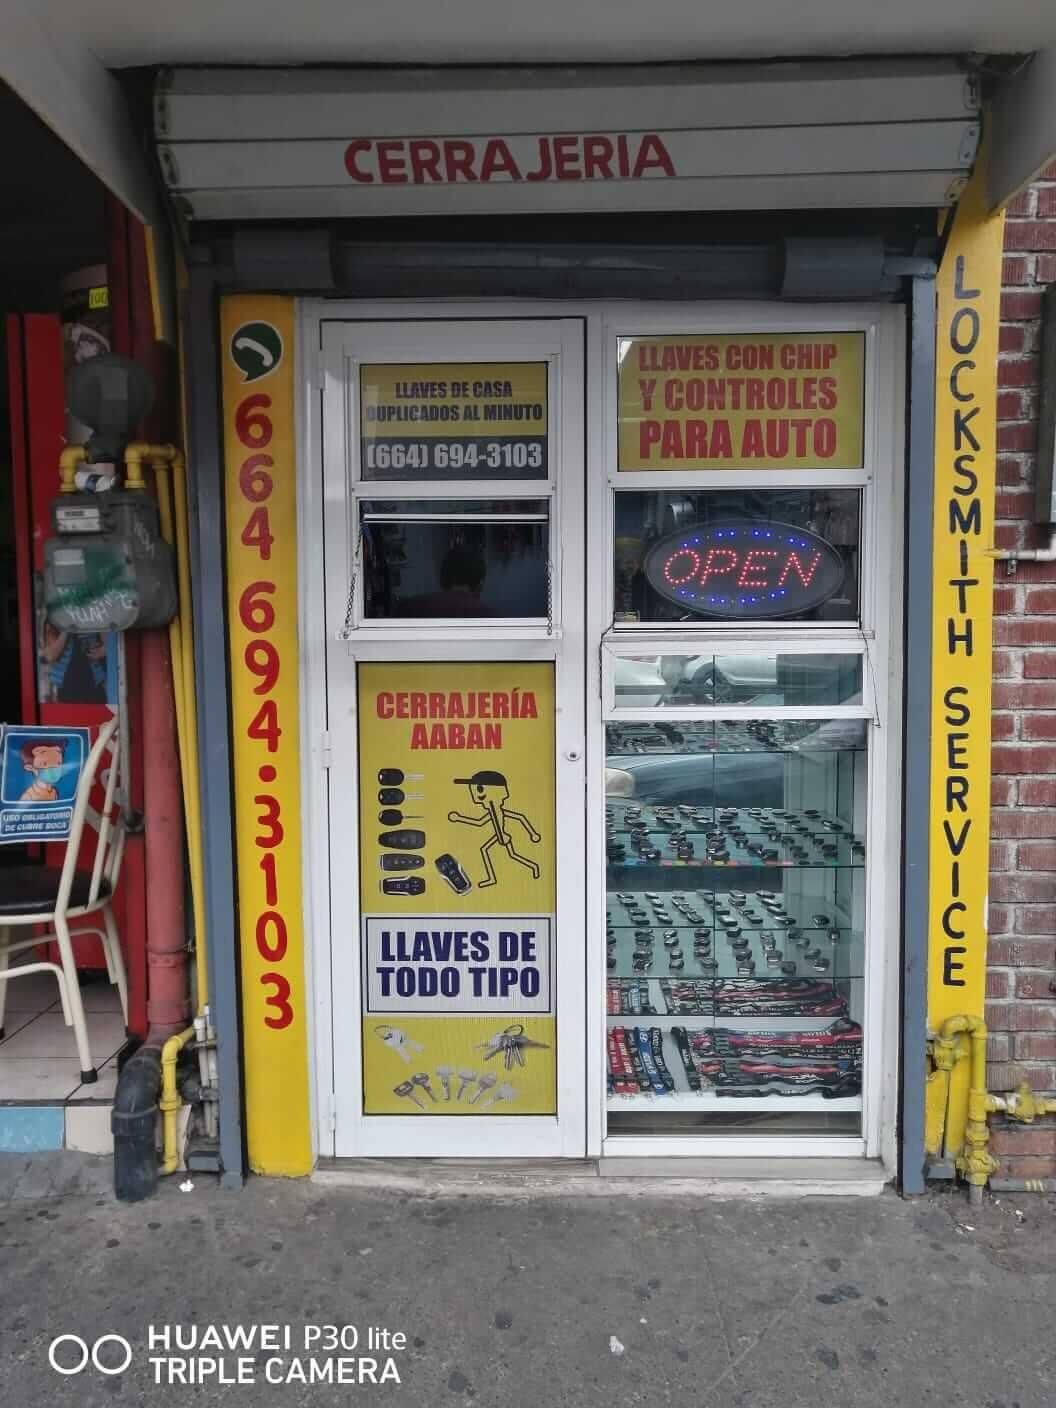 CERRAJERIA
664 694·3103
LLAVES DE CASA
DUPLICADOS AL MINUTO
(664) 694-3103
LLAVES CON CHIP
Y CONTROLES
PARA AUTO
OPEN
CERRAJERÍA
AABAN
LLAVES DE
TODO TIPO
LOCKSMITH SERVICE
100
USO OBLIGATORIO
DE CUBRE BOCA
HUAWEI P30 lite
TRIPLE CAMERA